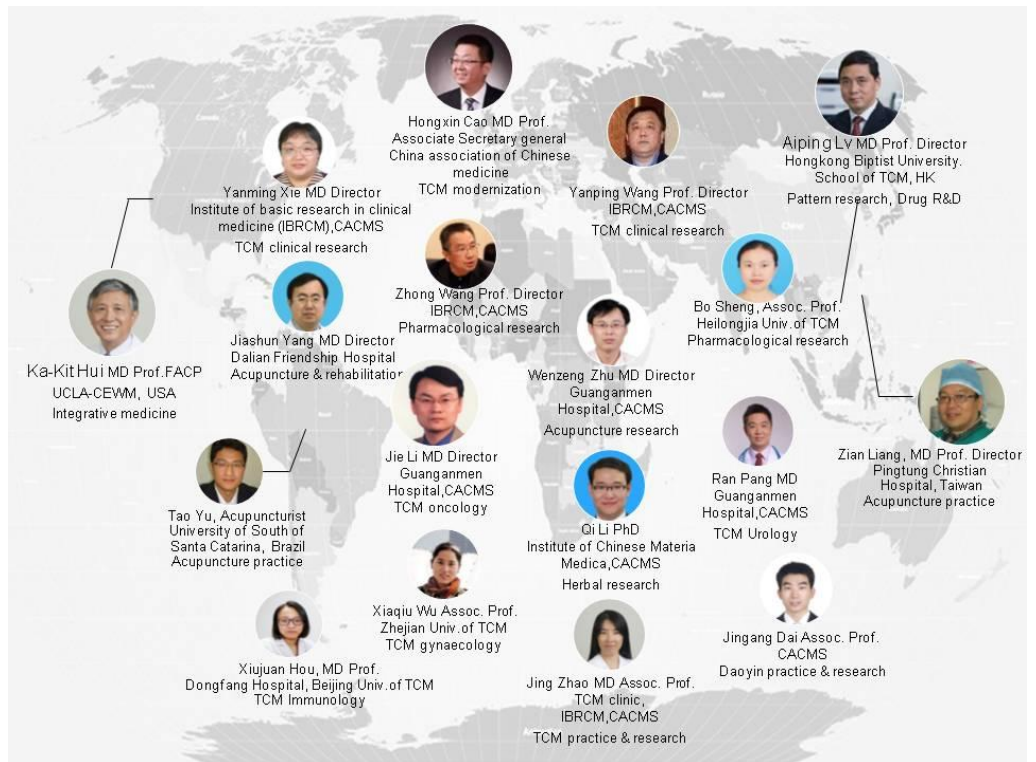 Hongxin Cao MD Prof.
Associate Secretary general
China association of Chinese
medicine
TCM modernization
Aiping Lv MD Prof. Director
Hongkong Biptist University.
School of TCM, HK
Pattern research, Drug R&D
Yanming Xie MD Director
Institute of basic research in clinical
medicine (IBRCM),CACMS
TCM clinical research
Yanping Wang Prof. Director
IBRCM,CACMS
TCM clinical research
Zhong Wang Prof. Director
IBRCM,CACMS
Pharmacological research
Bo Sheng, Assoc. Prof.
Heilongjia Univ.of TCM
Pharmacological research
Ka-Kit Hui MD Prof.FACP
UCLA-CEWM, USA
Integrative medicine
Jiashun Yang MD Director
Dalian Friendship Hospital
Acupuncture & rehabilitation
Wenzeng Zhu MD Director
Guanganmen
Hospital,CACMS
Acupuncture research
Jie Li MD Director
Guanganmen
Hospital,CACMS
TCM oncology
Ran Pang MD
Guanganmen
Hospital,CACMS
TCM Urology
Zian Liang, MD Prof. Director
Pingtung Christian
Hospital, Taiwan
Acupuncture practice
Tao Yu, Acupuncturist
University of South of
Santa Catarina, Brazil
Acupuncture practice
Qi Li PhD
Institute of Chinese Materia
Medica,CACMS
Herbal research
Xiaqiu Wu Assoc. Prof.
Zhejian Univ.of TCM
TCM gynaecology
Jingang Dai Assoc. Prof.
CACMS
Daoyin practice & research
Xiujuan Hou, MD Prof.
Dongfang Hospital, Beijing Univ.of TCM
TCM Immunology
Jing Zhao MD Assoc. Prof.
TCM clinic,
IBRCM,CACMS
TCM practice & research